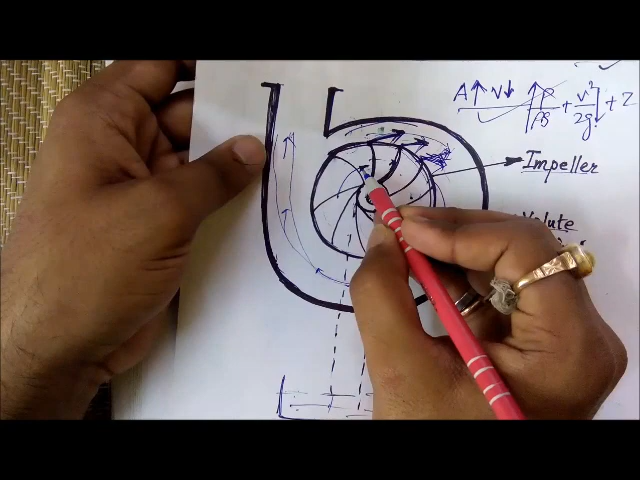 A↑ V↓ ↑P/ρg + V²/2g + Z
Impeller
Volute